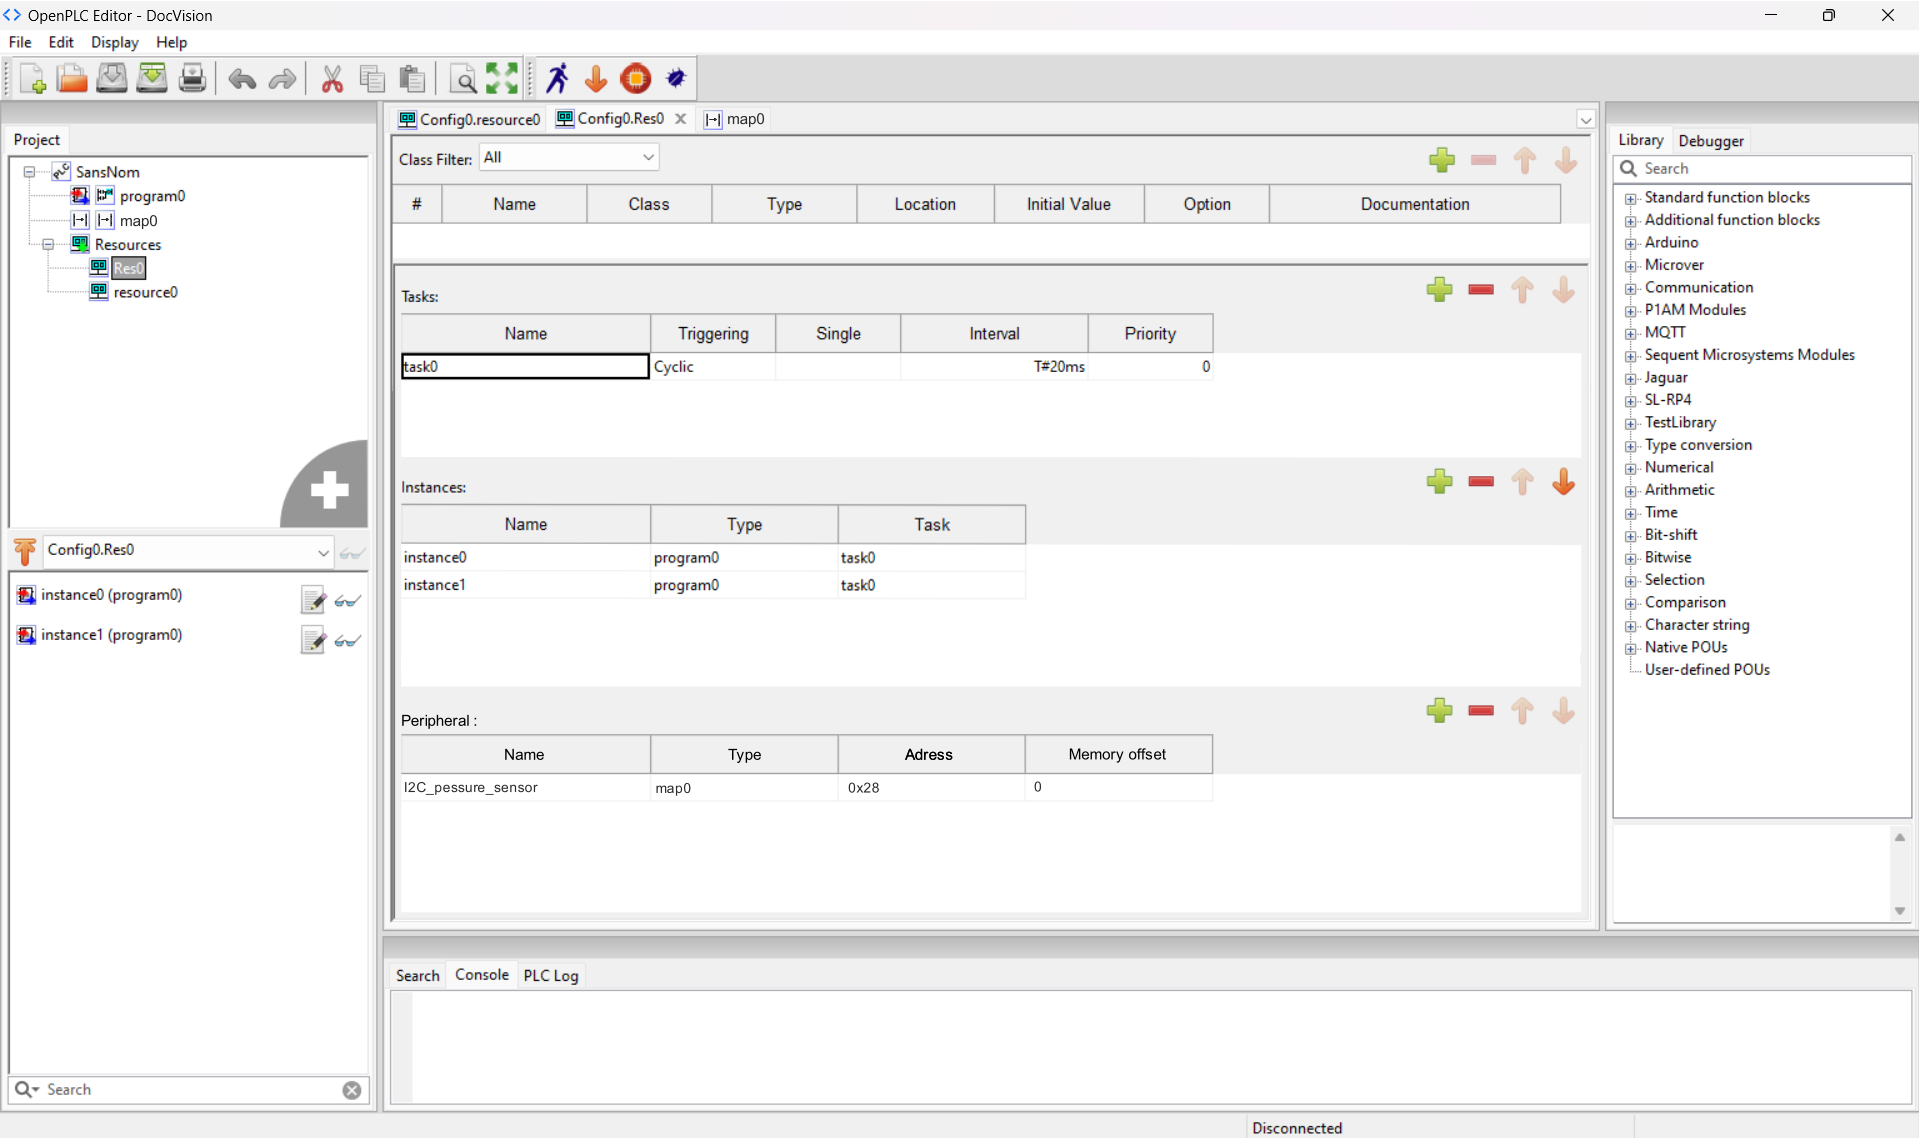 OpenPLC Editor - DocVision
File Edit Display Help
Project
SansNom
program0
map0
Resources
Res0
resource0
Config0.Res0
instance0 (program0)
instance1 (program0)
Search
Config0.resource0 Config0.Res0 map0
Class Filter: All
# Name Class Type Location Initial Value Option Documentation
Tasks:
Name Triggering Single Interval Priority
task0 Cyclic T#20ms 0
Instances:
Name Type Task
instance0 program0 task0
instance1 program0 task0
Peripheral :
Name Type Adress Memory offset
I2C_pessure_sensor map0 0x28 0
Search Console PLC Log
Library Debugger
Search
Standard function blocks
Additional function blocks
Arduino
Microver
Communication
P1AM Modules
MQTT
Sequent Microsystems Modules
Jaguar
SL-RP4
TestLibrary
Type conversion
Numerical
Arithmetic
Time
Bit-shift
Bitwise
Selection
Comparison
Character string
Native POUs
User-defined POUs
Disconnected